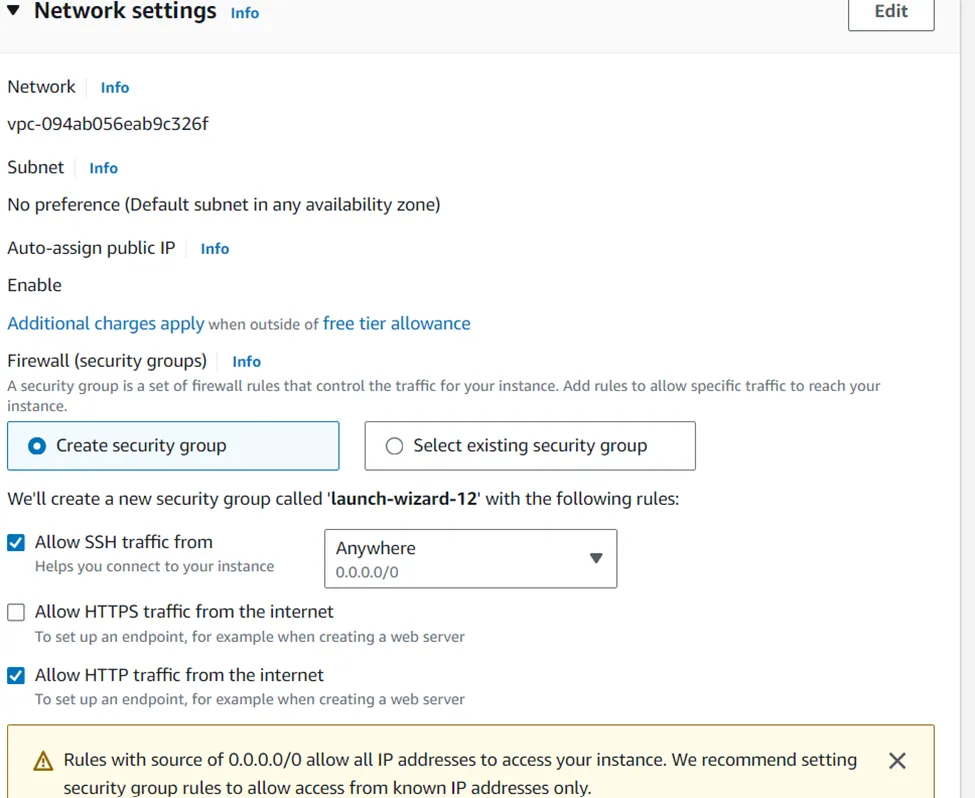 Network settings Info
Edit
Network Info
vpc-094ab056eab9c326f
Subnet Info
No preference (Default subnet in any availability zone)
Auto-assign public IP Info
Enable
Additional charges apply when outside of free tier allowance
Firewall (security groups) Info
A security group is a set of firewall rules that control the traffic for your instance. Add rules to allow specific traffic to reach your
instance.
Create security group
Select existing security group
We'll create a new security group called 'launch-wizard-12' with the following rules:
Allow SSH traffic from
Helps you connect to your instance
Anywhere
0.0.0.0/0
Allow HTTPS traffic from the internet
To set up an endpoint, for example when creating a web server
Allow HTTP traffic from the internet
To set up an endpoint, for example when creating a web server
Rules with source of 0.0.0.0/0 allow all IP addresses to access your instance. We recommend setting
security group rules to allow access from known IP addresses only.